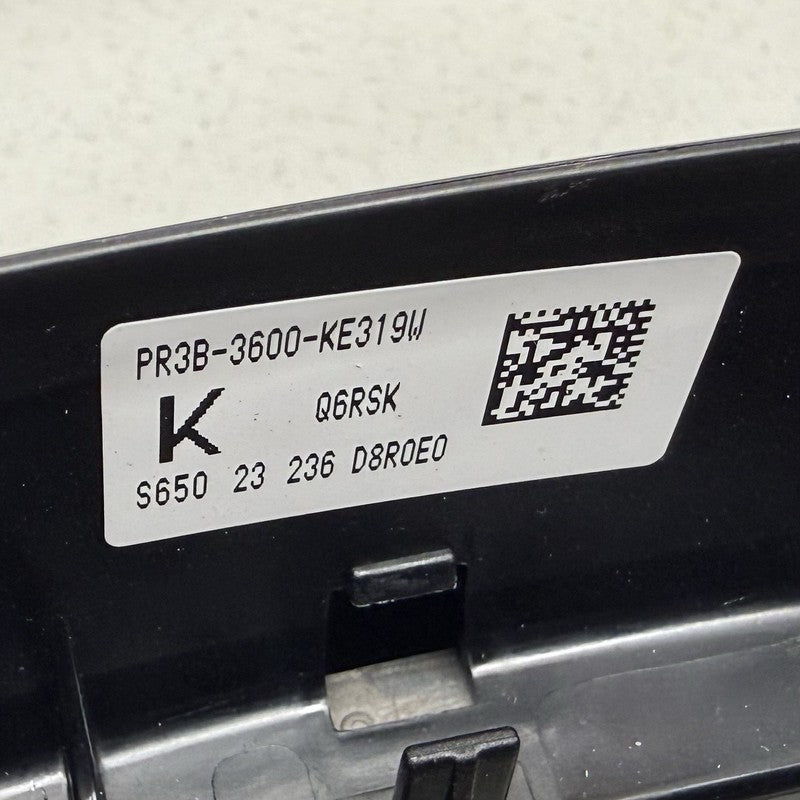 PR3B-3600-KE319W
K Q6RSK
S650 23 236 D8R0E0